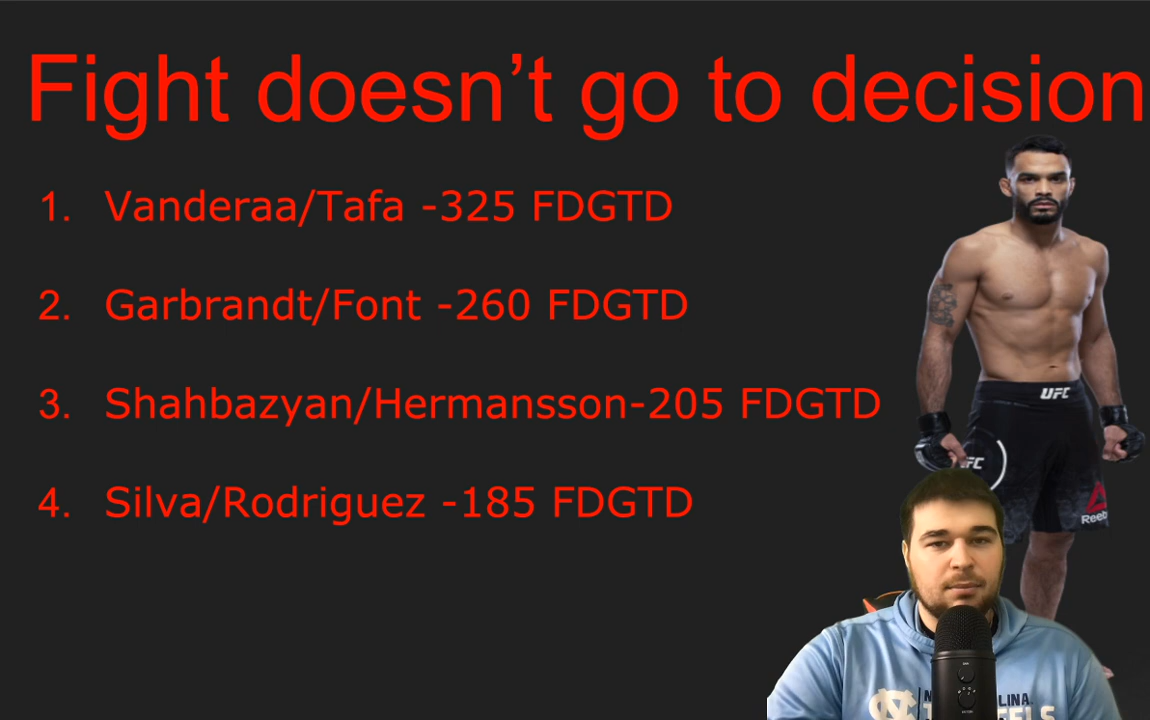 Fight doesn't go to decision
1. Vanderaa/Tafa -325 FDGTD
2. Garbrandt/Font -260 FDGTD
3. Shahbazyan/Hermansson-205 FDGTD
4. Silva/Rodriguez -185 FDGTD
UFC